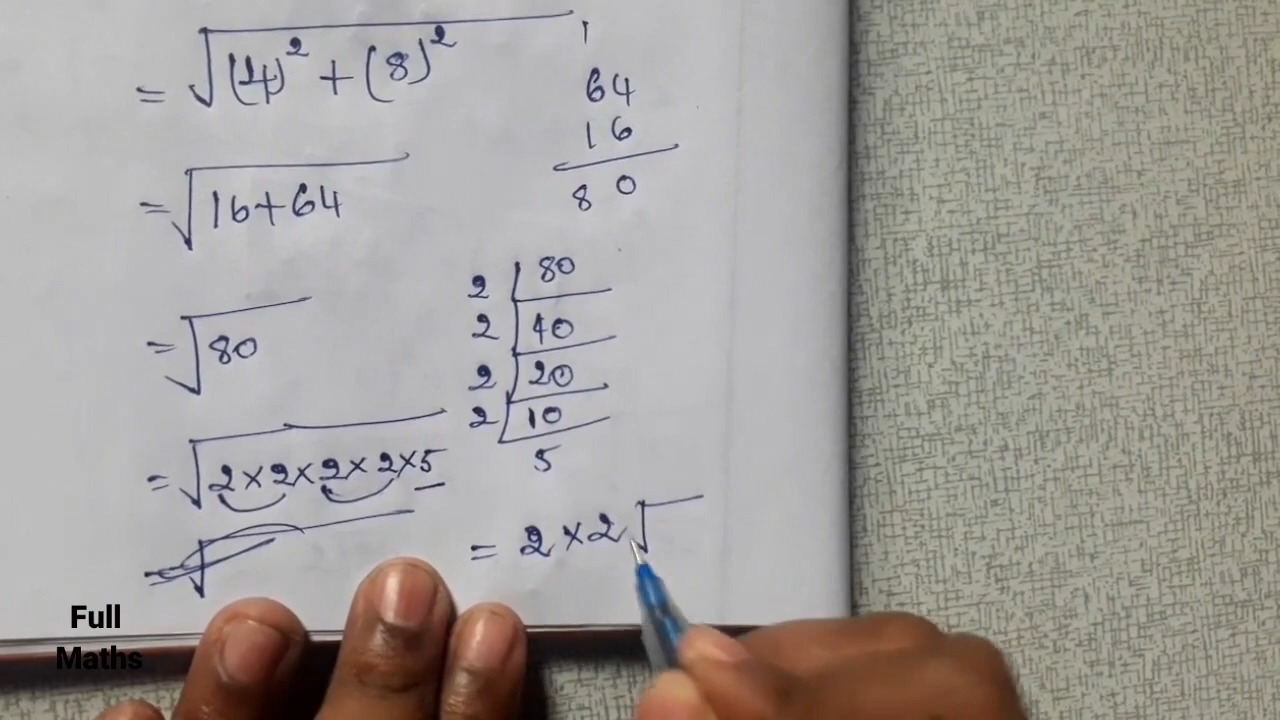 = √(4)² + (8)²
64
16
80
= √16+64
= √80
2 | 80
2 | 40
2 | 20
2 | 10
5
= √2×2×2×2×5
= 2×2√
Full
Maths